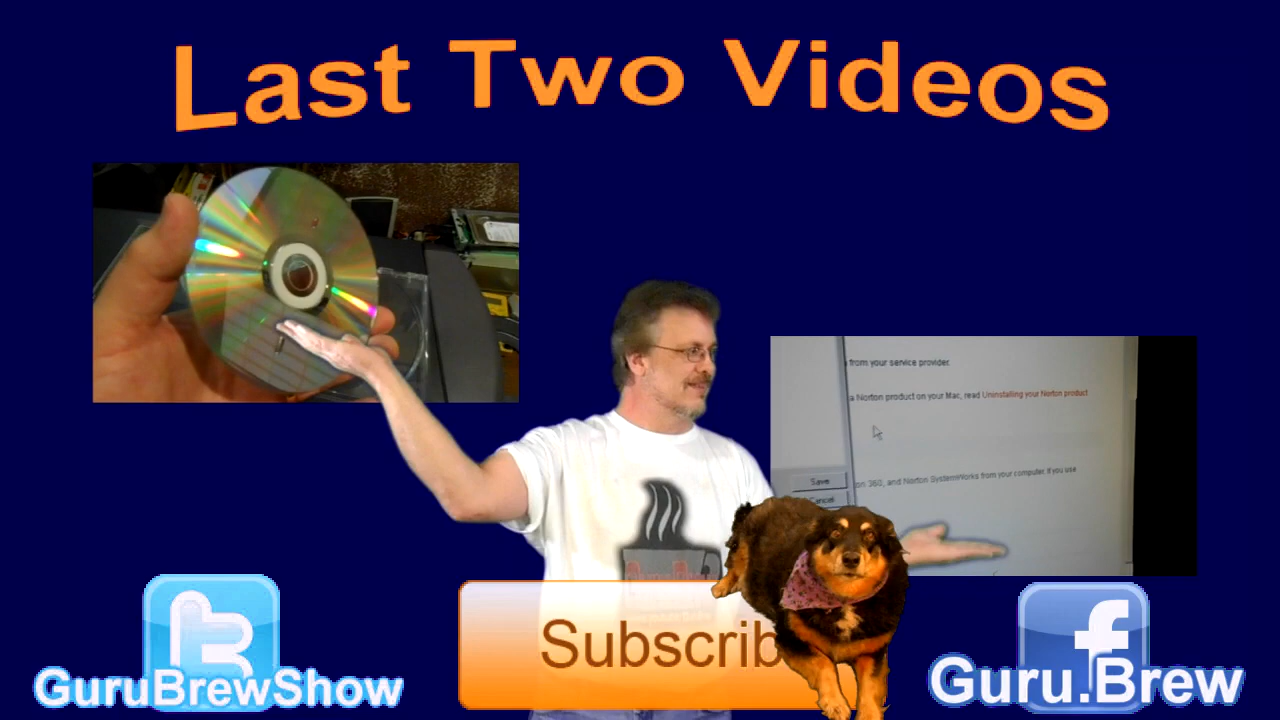 Last Two Videos
from your service provider.
a Norton product on your Mac, read Uninstalling your Norton product
on 360, and Norton SystemWorks from your computer. If you use
Save
Cancel
Subscrib
GuruBrewShow
Guru.Brew